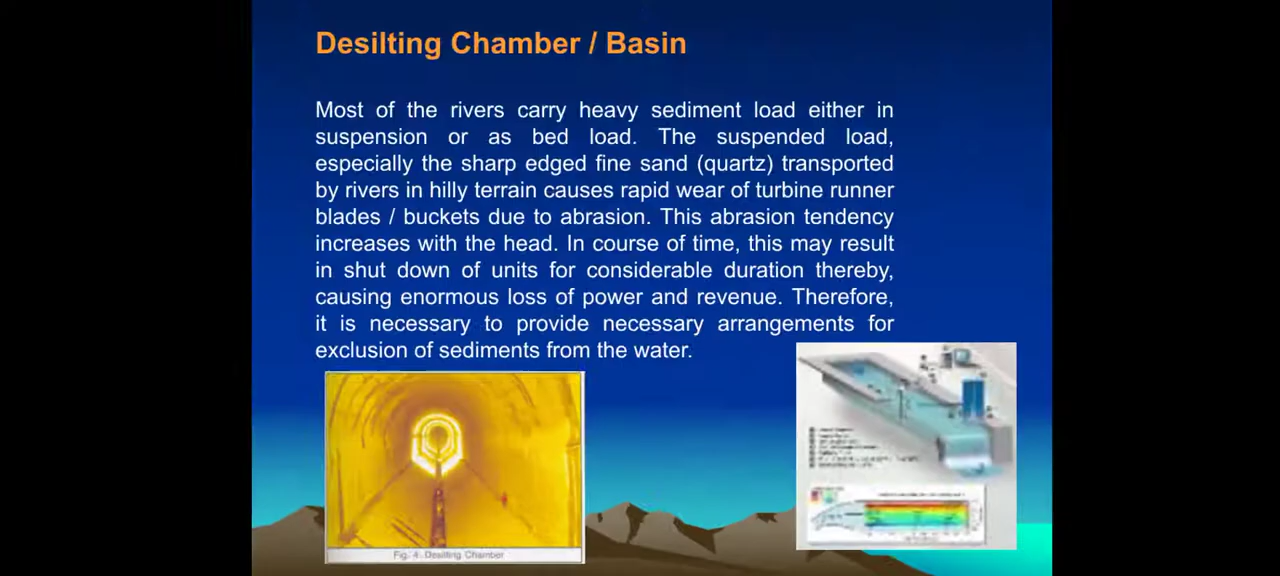 Desilting Chamber / Basin
Most of the rivers carry heavy sediment load either in
suspension or as bed load. The suspended load,
especially the sharp edged fine sand (quartz) transported
by rivers in hilly terrain causes rapid wear of turbine runner
blades / buckets due to abrasion. This abrasion tendency
increases with the head. In course of time, this may result
in shut down of units for considerable duration thereby,
causing enormous loss of power and revenue. Therefore,
it is necessary to provide necessary arrangements for
exclusion of sediments from the water.
Fig. 4 Desilting Chamber